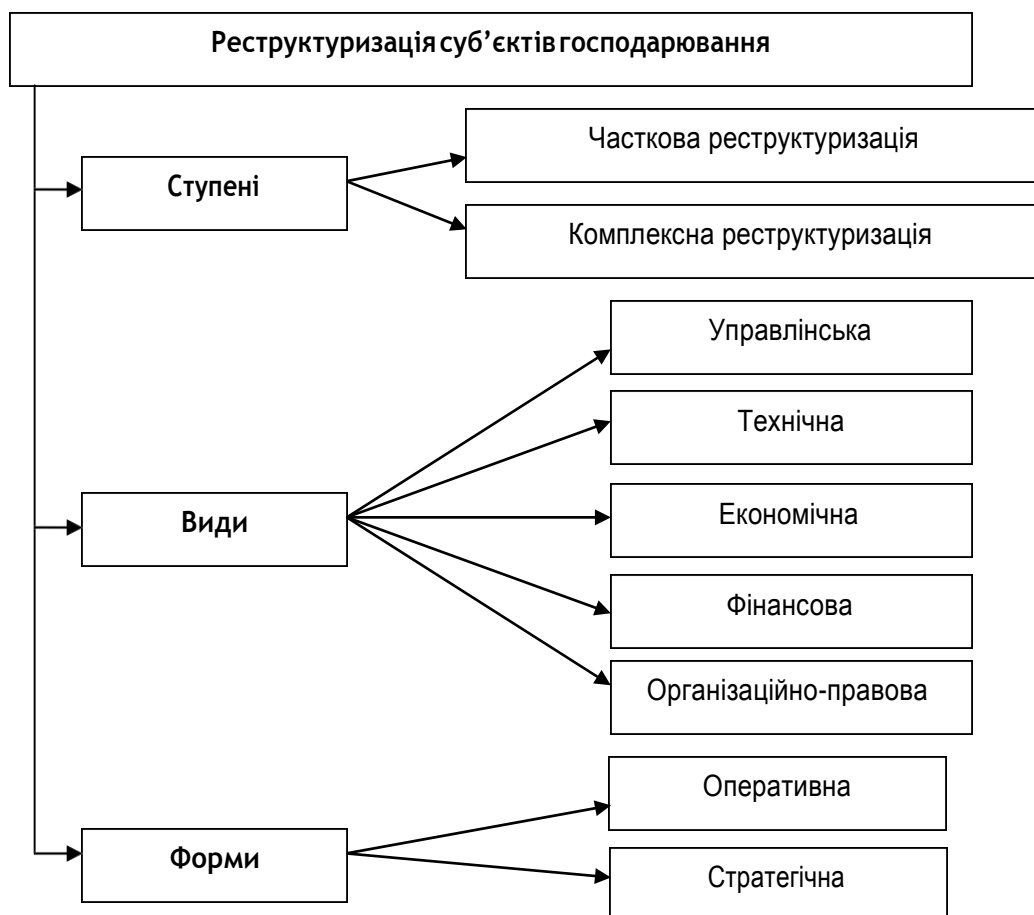 Реструктуризація суб’єктів господарювання
Ступені
Часткова реструктуризація
Комплексна реструктуризація
Види
Управлінська
Технічна
Економічна
Фінансова
Організаційно-правова
Форми
Оперативна
Стратегічна